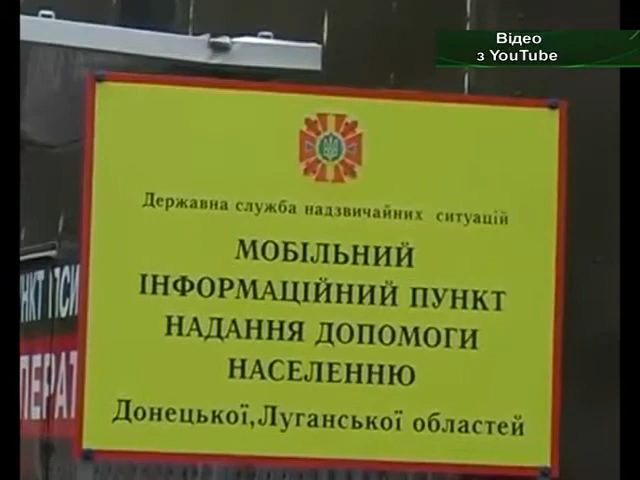 Відео
з YouTube
Державна служба надзвичайних ситуацій
МОБІЛЬНИЙ
ІНФОРМАЦІЙНИЙ ПУНКТ
НАДАННЯ ДОПОМОГИ
НАСЕЛЕННЮ
Донецької, Луганської областей